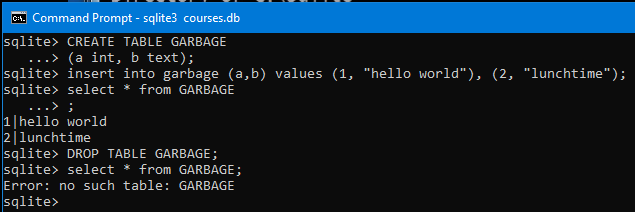 Command Prompt - sqlite3 courses.db
sqlite> CREATE TABLE GARBAGE
   ...> (a int, b text);
sqlite> insert into garbage (a,b) values (1, "hello world"), (2, "lunchtime");
sqlite> select * from GARBAGE
   ...> ;
1|hello world
2|lunchtime
sqlite> DROP TABLE GARBAGE;
sqlite> select * from GARBAGE;
Error: no such table: GARBAGE
sqlite>